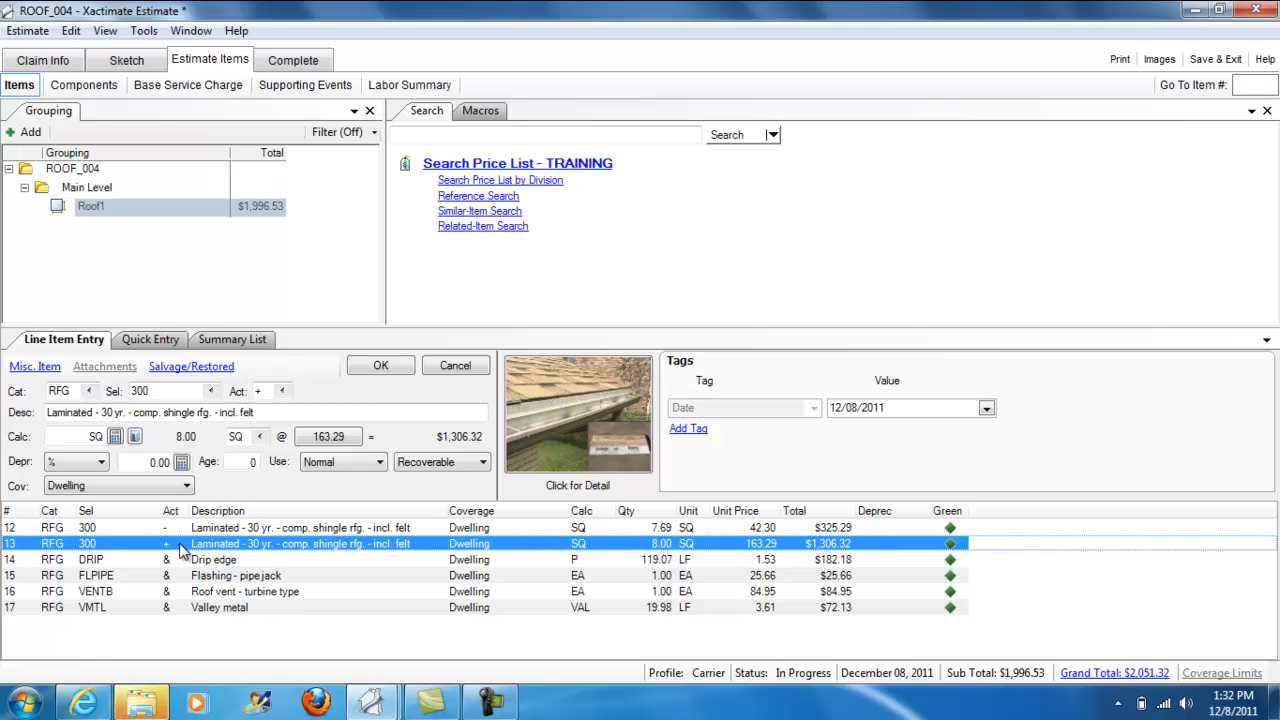 ROOF_004 - Xactimate Estimate *
Estimate Edit View Tools Window Help
Claim Info Sketch Estimate Items Complete Print Images Save & Exit Help
Items Components Base Service Charge Supporting Events Labor Summary Go To Item #:
Grouping Search Macros
Add Filter (Off) Search
Grouping Total
ROOF_004 Search Price List - TRAINING
Main Level Search Price List by Division
Roof1 $1,996.53 Reference Search
Similar-Item Search
Related-Item Search
Line Item Entry Quick Entry Summary List
Misc. Item Attachments Salvage/Restored OK Cancel Tags
Tag Value
Cat: RFG Sel: 300 Act: +
Date 12/08/2011
Desc: Laminated - 30 yr. - comp. shingle rfg. - incl. felt
Add Tag
Calc: SQ 8.00 SQ @ 163.29 = $1,306.32
Depr: % 0.00 Age: 0 Use: Normal Recoverable
Cov: Dwelling Click for Detail
# Cat Sel Act Description Coverage Calc Qty Unit Unit Price Total Deprec Green
12 RFG 300 - Laminated - 30 yr. - comp. shingle rfg. - incl. felt Dwelling SQ 7.69 SQ 42.30 $325.29
13 RFG 300 + Laminated - 30 yr. - comp. shingle rfg. - incl. felt Dwelling SQ 8.00 SQ 163.29 $1,306.32
14 RFG DRIP & Drip edge Dwelling P 119.07 LF 1.53 $182.18
15 RFG FLPIPE & Flashing - pipe jack Dwelling EA 1.00 EA 25.66 $25.66
16 RFG VENTB & Roof vent - turbine type Dwelling EA 1.00 EA 84.95 $84.95
17 RFG VMTL & Valley metal Dwelling VAL 19.98 LF 3.61 $72.13
Profile: Carrier Status: In Progress December 08, 2011 Sub Total: $1,996.53 Grand Total: $2,051.32 Coverage Limits
1:32 PM
12/8/2011